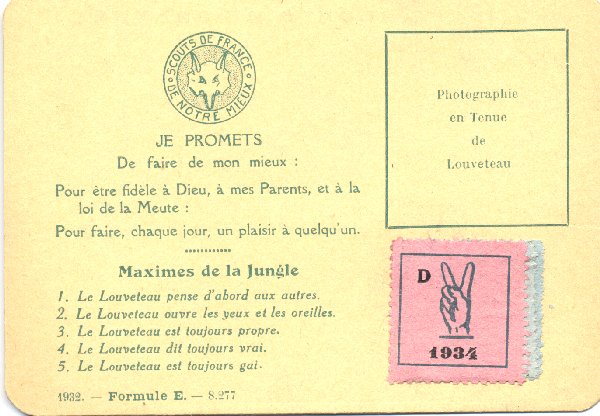 SCOUTS DE FRANCE
DE NOTRE MIEUX
JE PROMETS
De faire de mon mieux :
Pour être fidèle à Dieu, à mes Parents, et à la
loi de la Meute :
Pour faire, chaque jour, un plaisir à quelqu'un.
Maximes de la Jungle
1. Le Louveteau pense d'abord aux autres.
2. Le Louveteau ouvre les yeux et les oreilles.
3. Le Louveteau est toujours propre.
4. Le Louveteau dit toujours vrai.
5. Le Louveteau est toujours gai.
1932. — Formule E. — 8.277
Photographie
en Tenue
de
Louveteau
D
1934